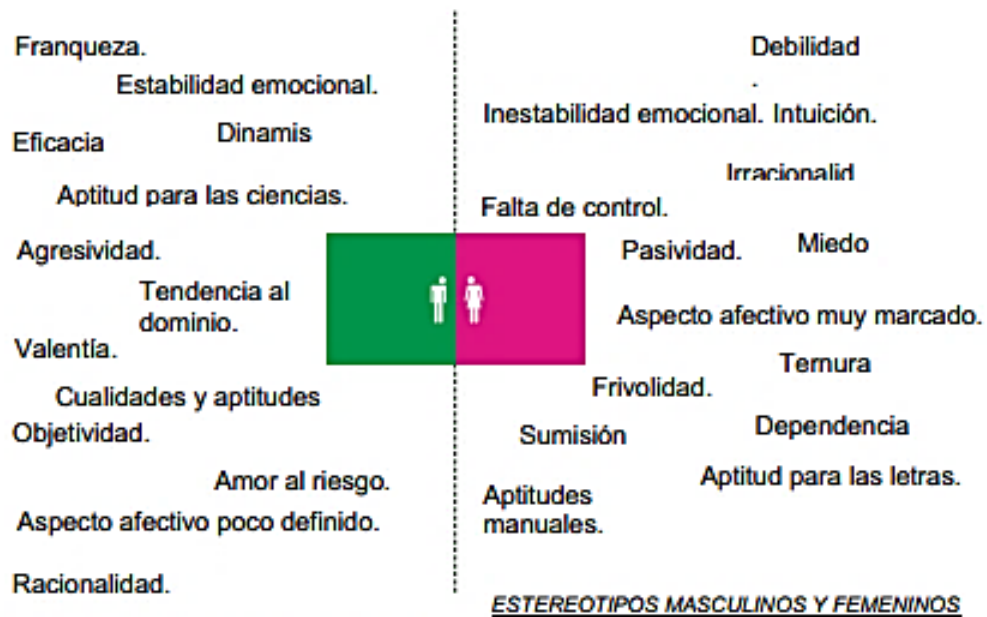 Franqueza.
Estabilidad emocional.
Eficacia
Dinamis
Aptitud para las ciencias.
Agresividad.
Tendencia al
dominio.
Valentía.
Cualidades y aptitudes
Objetividad.
Amor al riesgo.
Aspecto afectivo poco definido.
Racionalidad.
Debilidad
.
Inestabilidad emocional. Intuición.
Irracionalid
Falta de control.
Pasividad.
Miedo
Aspecto afectivo muy marcado.
Ternura
Frivolidad.
Dependencia
Sumisión
Aptitud para las letras.
Aptitudes
manuales.
ESTEREOTIPOS MASCULINOS Y FEMENINOS